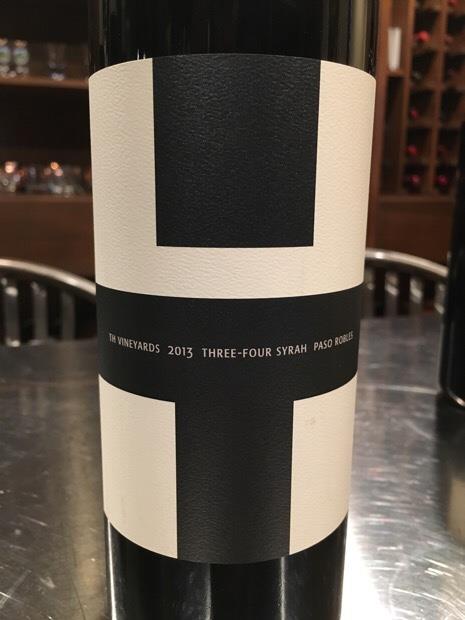 TH VINEYARDS 2013 THREE-FOUR SYRAH PASO ROBLES